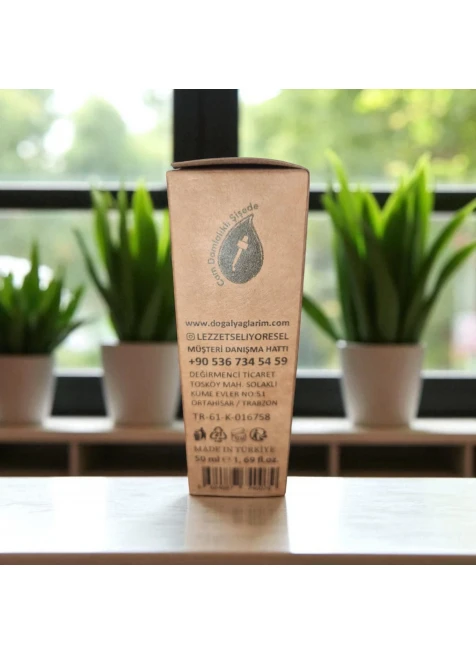 Cam Damlalıklı Şişede
www.dogalyaglarim.com
LEZZETSELIYORESEL
MÜŞTERİ DANIŞMA HATTI
+90 536 734 54 59
DEĞİRMENCİ TİCARET
TOSKÖY MAH. SOLAKLI
KÜME EVLER NO:51
ORTAHİSAR / TRABZON
TR-61-K-016758
MADE IN TÜRKİYE
50 ml e 1, 69 fl.oz.